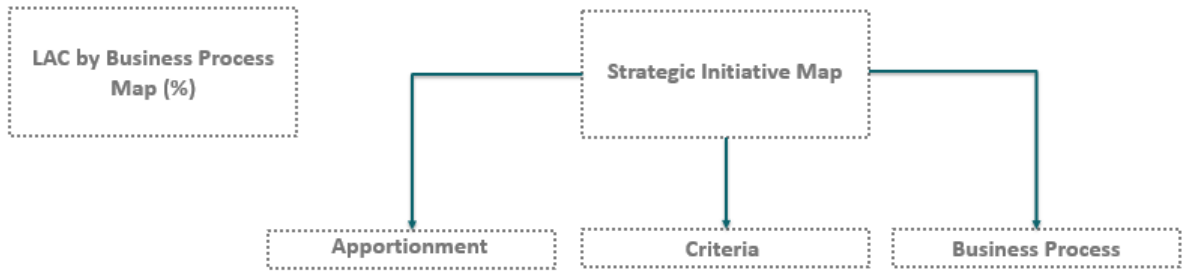 LAC by Business Process
Map (%)
Strategic Initiative Map
Apportionment
Criteria
Business Process